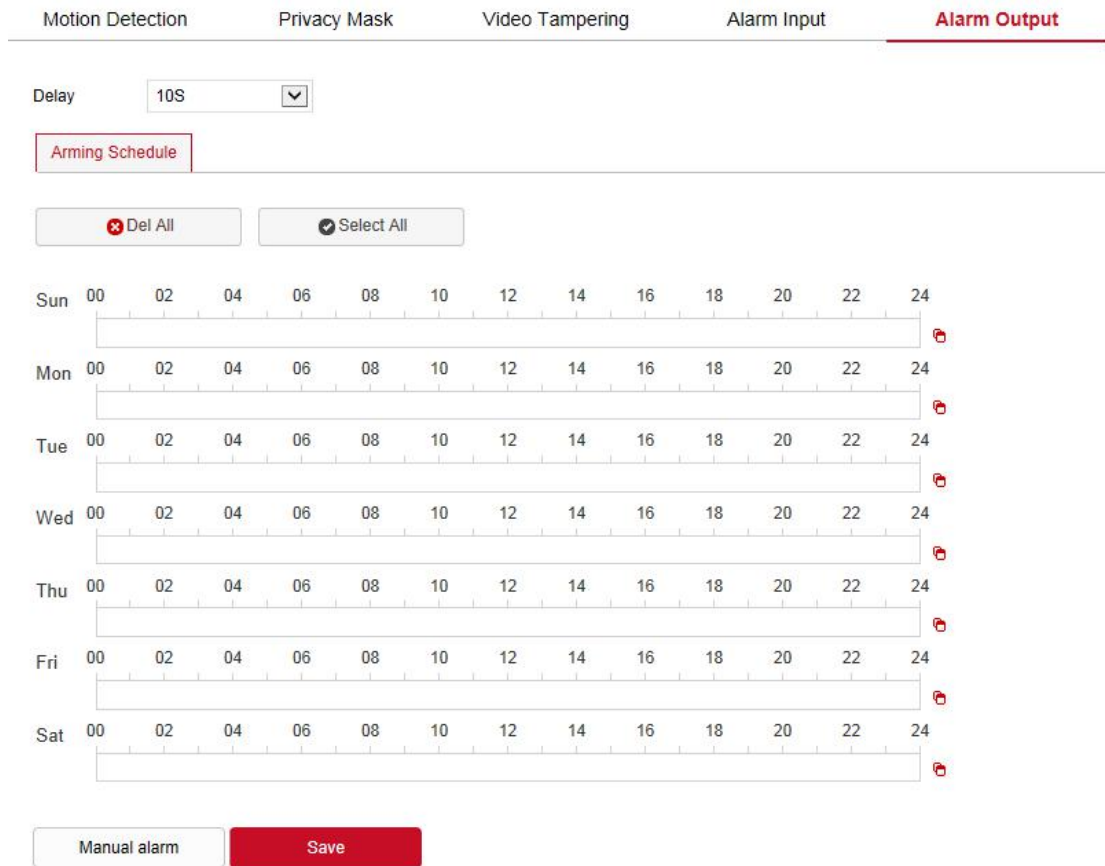 Motion Detection Privacy Mask Video Tampering Alarm Input Alarm Output
Delay 10S
Arming Schedule
Del All Select All
Sun 00 02 04 06 08 10 12 14 16 18 20 22 24
Mon 00 02 04 06 08 10 12 14 16 18 20 22 24
Tue 00 02 04 06 08 10 12 14 16 18 20 22 24
Wed 00 02 04 06 08 10 12 14 16 18 20 22 24
Thu 00 02 04 06 08 10 12 14 16 18 20 22 24
Fri 00 02 04 06 08 10 12 14 16 18 20 22 24
Sat 00 02 04 06 08 10 12 14 16 18 20 22 24
Manual alarm Save